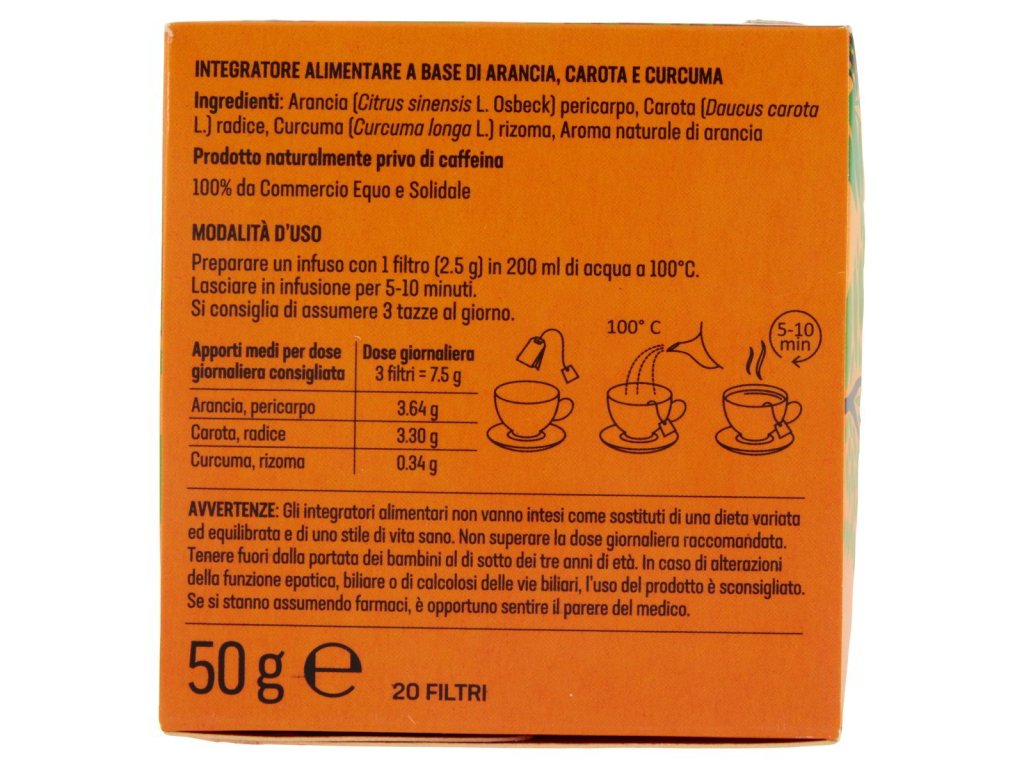 INTEGRATORE ALIMENTARE A BASE DI ARANCIA, CAROTA E CURCUMA
Ingredienti: Arancia (Citrus sinensis L. Osbeck) pericarpo, Carota (Daucus carota
L.) radice, Curcuma (Curcuma longa L.) rizoma, Aroma naturale di arancia
Prodotto naturalmente privo di caffeina
100% da Commercio Equo e Solidale
MODALITÀ D'USO
Preparare un infuso con 1 filtro (2.5 g) in 200 ml di acqua a 100°C.
Lasciare in infusione per 5-10 minuti.
Si consiglia di assumere 3 tazze al giorno.
Apporti medi per dose
giornaliera consigliata
Dose giornaliera
3 filtri = 7.5 g
Arancia, pericarpo 3.64 g
Carota, radice 3.30 g
Curcuma, rizoma 0.34 g
100° C
5-10
min
AVVERTENZE: Gli integratori alimentari non vanno intesi come sostituti di una dieta variata
ed equilibrata e di uno stile di vita sano. Non superare la dose giornaliera raccomandata.
Tenere fuori dalla portata dei bambini al di sotto dei tre anni di età. In caso di alterazioni
della funzione epatica, biliare o di calcolosi delle vie biliari, l'uso del prodotto è sconsigliato.
Se si stanno assumendo farmaci, è opportuno sentire il parere del medico.
50 g ℮
20 FILTRI